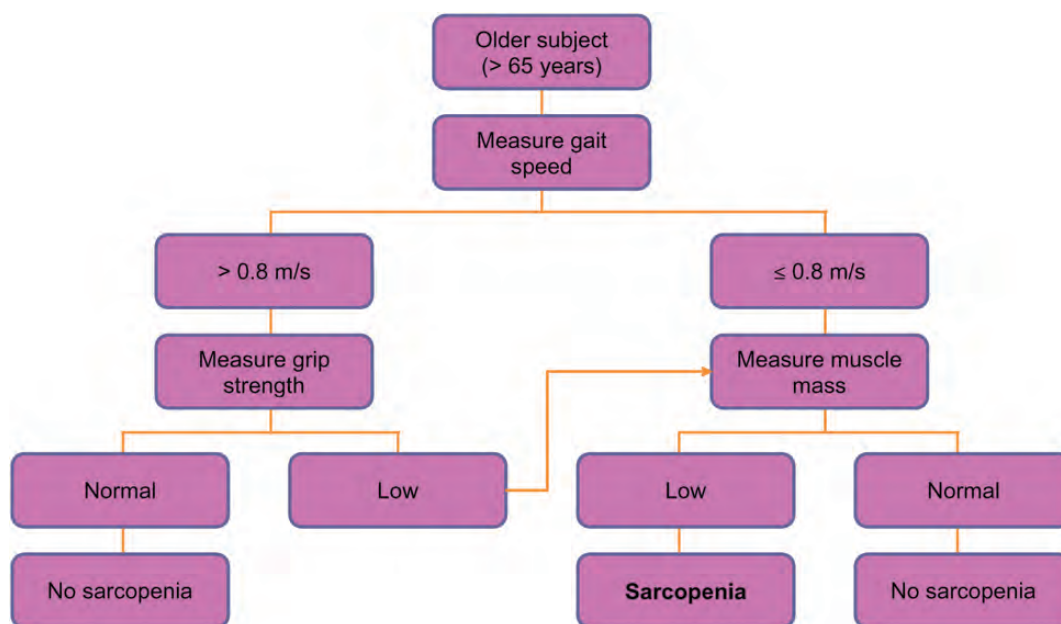 Older subject
(> 65 years)
Measure gait
speed
> 0.8 m/s
≤ 0.8 m/s
Measure grip
strength
Measure muscle
mass
Normal
Low
Low
Normal
No sarcopenia
Sarcopenia
No sarcopenia